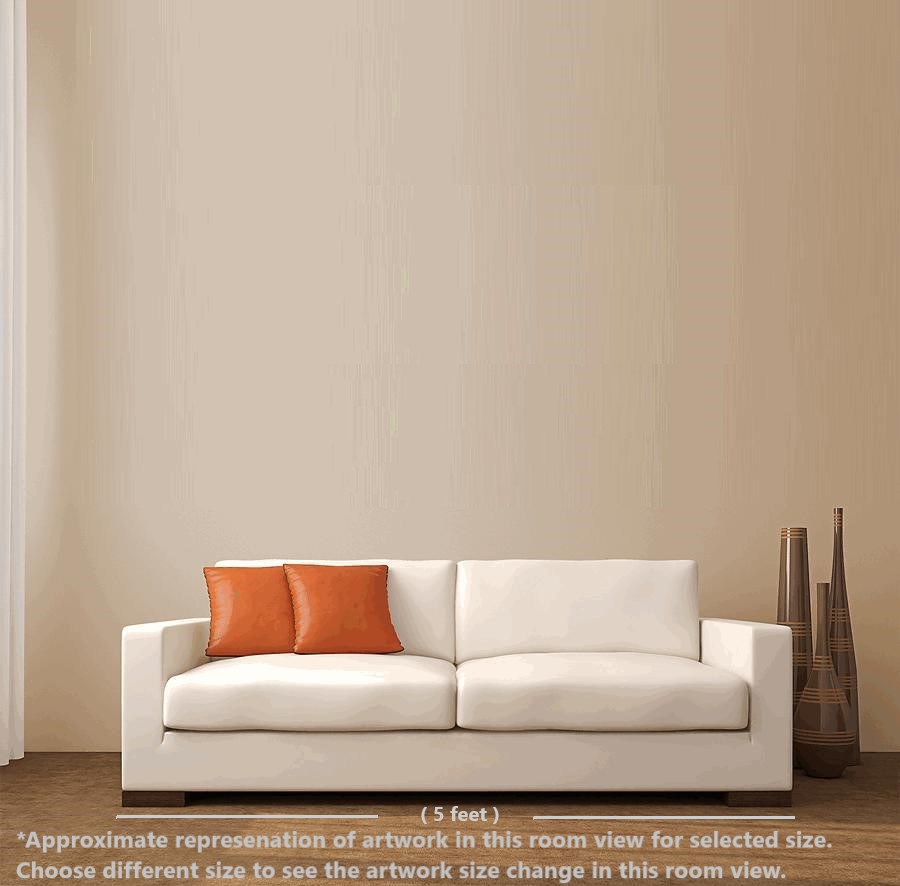 ( 5 feet )
*Approximate represenation of artwork in this room view for selected size.
Choose different size to see the artwork size change in this room view.